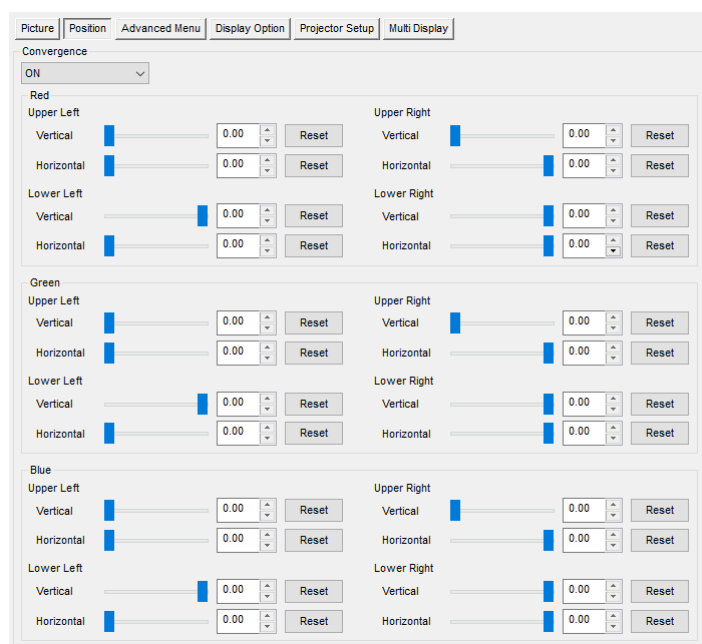 Picture Position Advanced Menu Display Option Projector Setup Multi Display
Convergence
ON
Red
Upper Left Upper Right
Vertical 0.00 Reset Vertical 0.00 Reset
Horizontal 0.00 Reset Horizontal 0.00 Reset
Lower Left Lower Right
Vertical 0.00 Reset Vertical 0.00 Reset
Horizontal 0.00 Reset Horizontal 0.00 Reset
Green
Upper Left Upper Right
Vertical 0.00 Reset Vertical 0.00 Reset
Horizontal 0.00 Reset Horizontal 0.00 Reset
Lower Left Lower Right
Vertical 0.00 Reset Vertical 0.00 Reset
Horizontal 0.00 Reset Horizontal 0.00 Reset
Blue
Upper Left Upper Right
Vertical 0.00 Reset Vertical 0.00 Reset
Horizontal 0.00 Reset Horizontal 0.00 Reset
Lower Left Lower Right
Vertical 0.00 Reset Vertical 0.00 Reset
Horizontal 0.00 Reset Horizontal 0.00 Reset